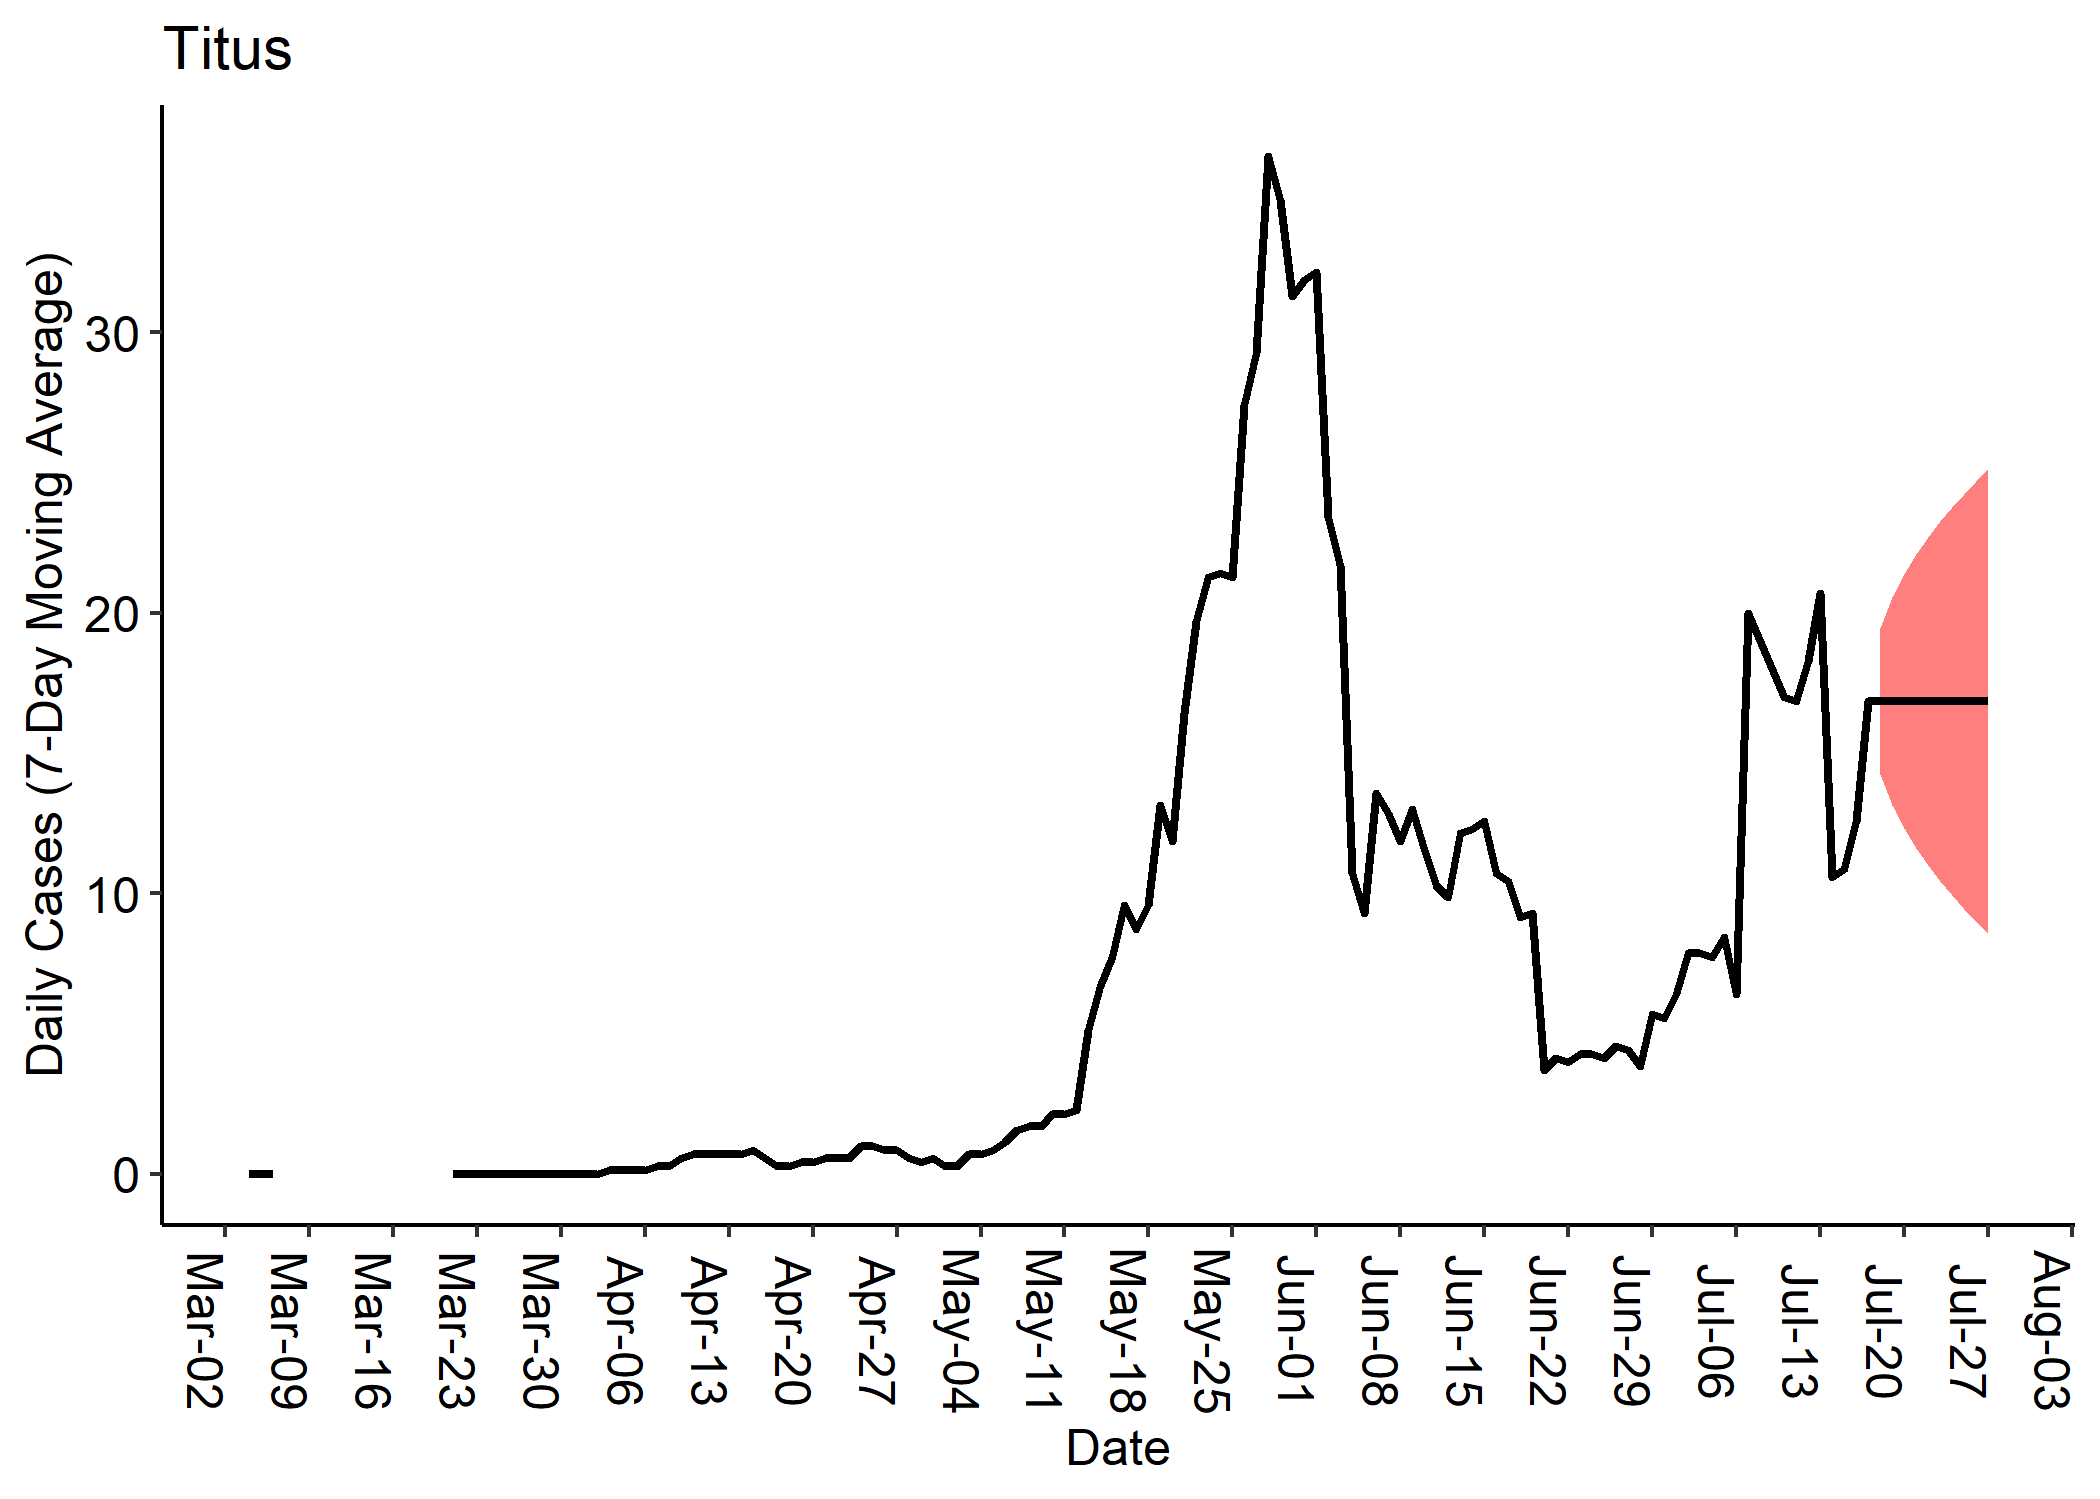 Titus
Daily Cases (7-Day Moving Average)
30
20
10
0
Mar-02
Mar-09
Mar-16
Mar-23
Mar-30
Apr-06
Apr-13
Apr-20
Apr-27
May-04
May-11
May-18
May-25
Jun-01
Jun-08
Jun-15
Jun-22
Jun-29
Jul-06
Jul-13
Jul-20
Jul-27
Aug-03
Date